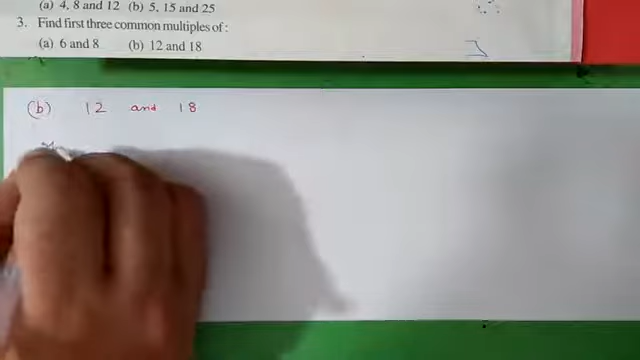 (a) 4, 8 and 12 (b) 5, 15 and 25
3. Find first three common multiples of :
(a) 6 and 8 (b) 12 and 18
(b) 12 and 18